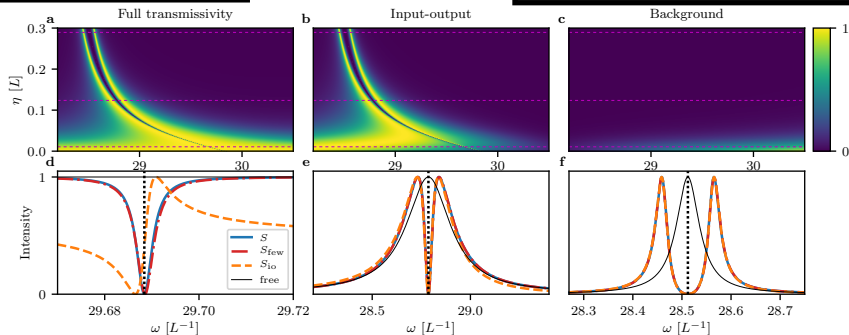 Full transmissivity
Input-output
Background
a
b
c
η [L]
0.3
0.2
0.1
0.0
29
30
29
30
29
30
1
0
d
e
f
Intensity
1
0
S
S_few
S_io
free
29.68
29.70
29.72
28.5
29.0
28.3
28.4
28.5
28.6
28.7
ω [L⁻¹]
ω [L⁻¹]
ω [L⁻¹]